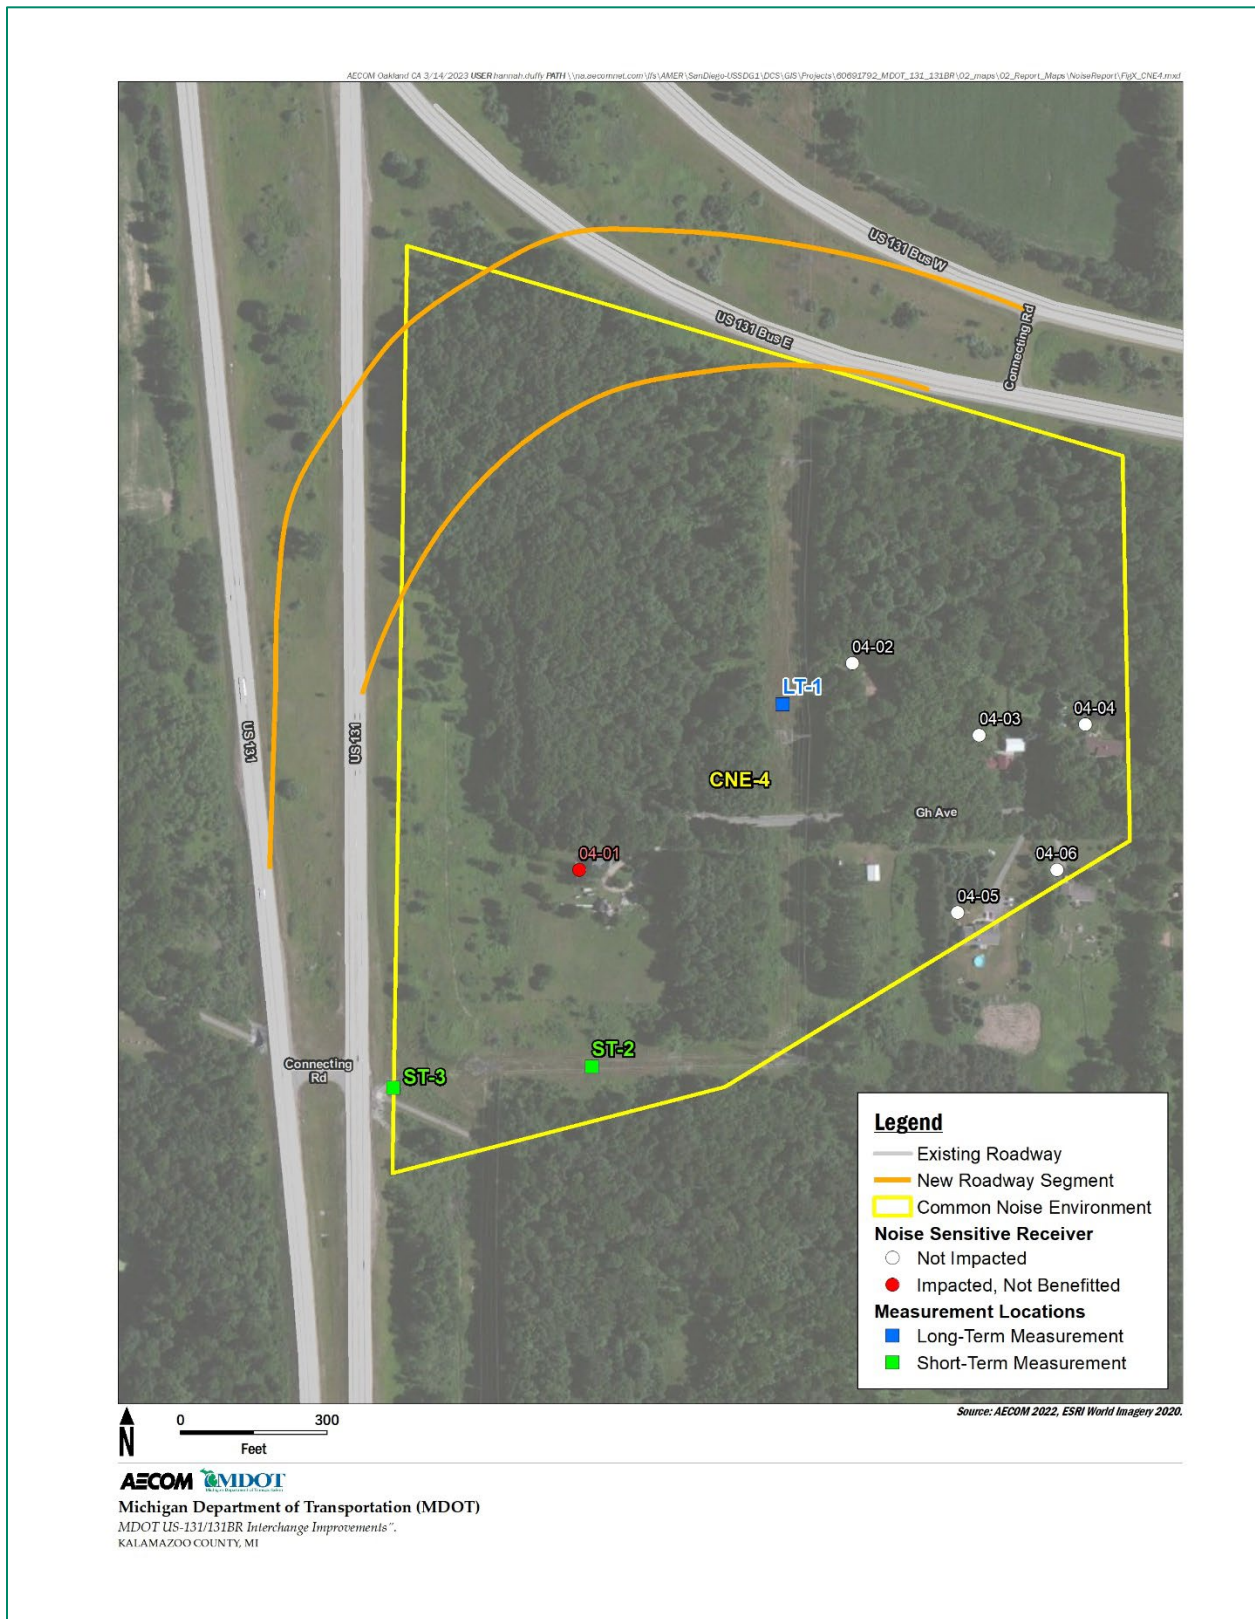 AECOM Oakland CA 3/14/2023 USER hannah.duffy PATH \\na.aecomnet.com\lfs\AMER\SanDiego-USSDG1\DCS\GIS\Projects\60691792_MDOT_131_131BR\02_maps\02_Report_Maps\NoiseReport\FigX_CNE4.mxd
US 131 Bus W
US 131 Bus E
Connecting Rd
04-02
LT-1
04-03
04-04
US 131
US 131
CNE-4
Gh Ave
04-01
04-06
04-05
ST-2
Connecting
Rd
ST-3
Legend
Existing Roadway
New Roadway Segment
Common Noise Environment
Noise Sensitive Receiver
Not Impacted
Impacted, Not Benefitted
Measurement Locations
Long-Term Measurement
Short-Term Measurement
Source: AECOM 2022, ESRI World Imagery 2020.
N
0 300
Feet
AECOM MDOT
Michigan Department of Transportation
Michigan Department of Transportation (MDOT)
MDOT US-131/131BR Interchange Improvements".
KALAMAZOO COUNTY, MI